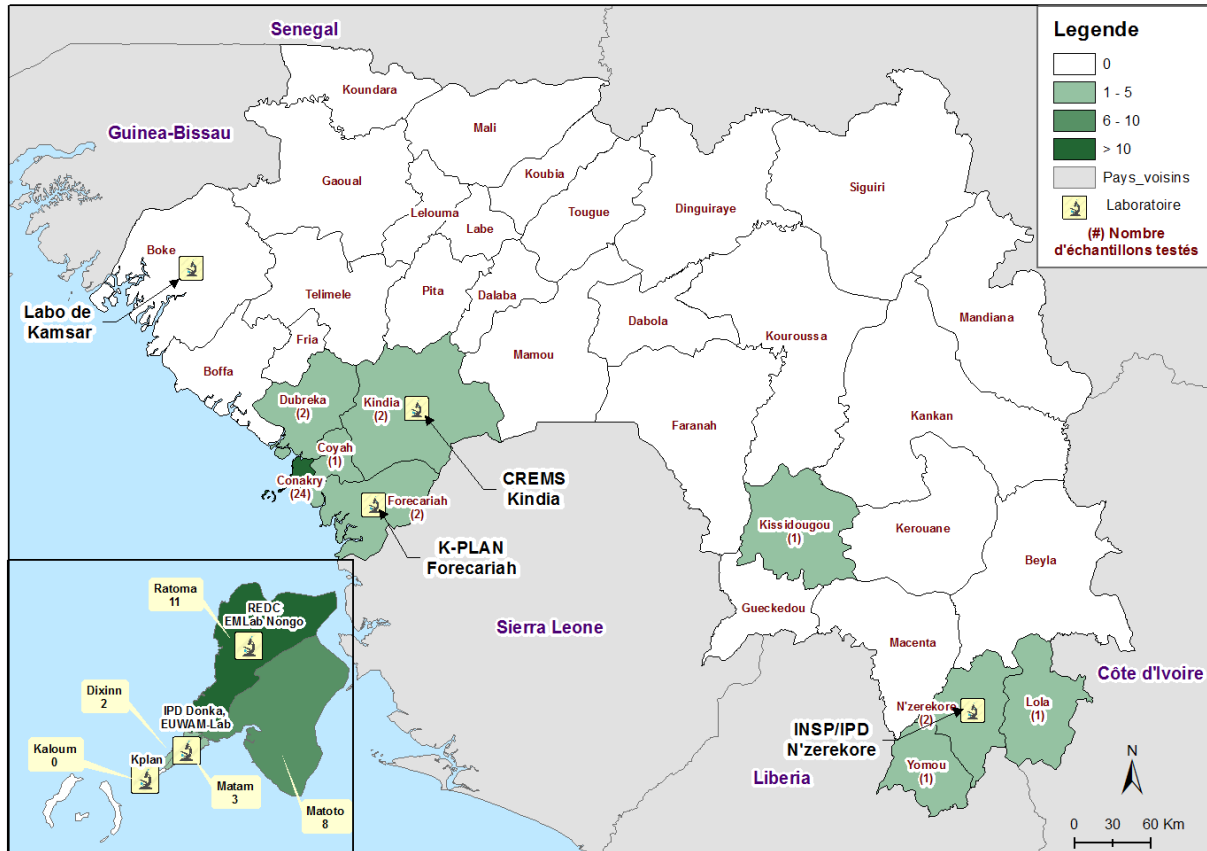 Senegal
Guinea-Bissau
Legende
0
1 - 5
6 - 10
> 10
Pays_voisins
Laboratoire
(#) Nombre
d'échantillons testés
Koundara
Mali
Gaoual
Koubia
Lelouma
Labe
Tougue
Dinguiraye
Siguiri
Boke
Labo de
Kamsar
Telimele
Pita
Dalaba
Fria
Boffa
Mamou
Dabola
Kouroussa
Mandiana
Dubreka
(2)
Kindia
(2)
Coyah
(1)
Conakry
(24)
Forecariah
(2)
CREMS
Kindia
K-PLAN
Forecariah
Faranah
Kankan
Kissidougou
(1)
Kerouane
Beyla
Gueckedou
Macenta
Sierra Leone
Côte d'Ivoire
N'zerekore
(2)
Lola
(1)
INSP/IPD
N'zerekore
Yomou
(1)
Liberia
N
0 30 60 Km
Ratoma
11
REDC
EMLab Nongo
Dixinn
2
IPD Donka,
EUWAM-Lab
Kaloum
0
Kplan
Matam
3
Matoto
8